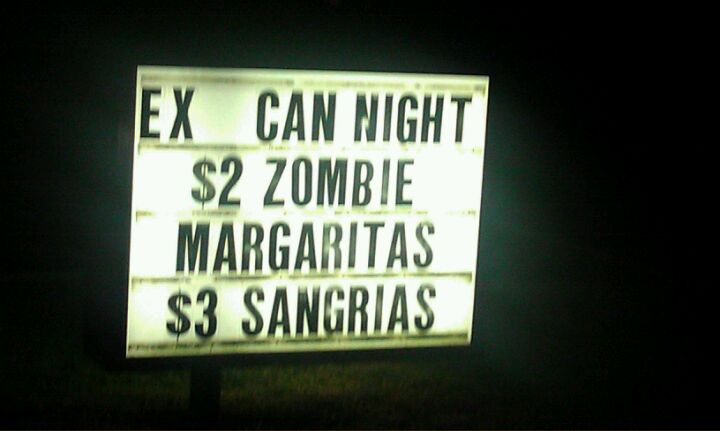 EX CAN NIGHT
$2 ZOMBIE
MARGARITAS
$3 SANGRIAS